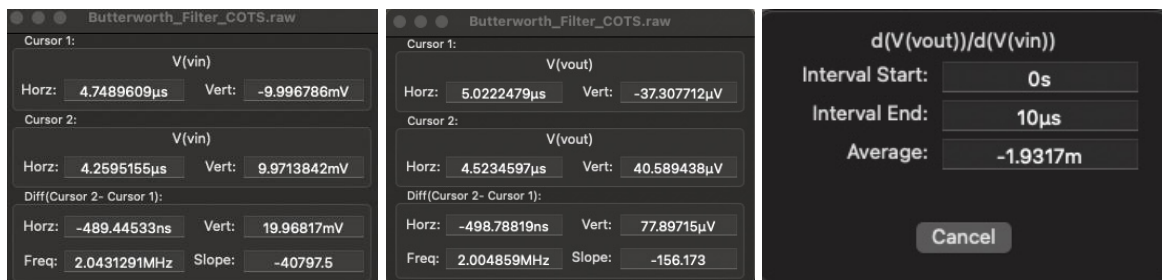 Butterworth_Filter_COTS.raw
Cursor 1:
V(vin)
Horz: 4.7489609µs Vert: -9.996786mV
Cursor 2:
V(vin)
Horz: 4.2595155µs Vert: 9.9713842mV
Diff(Cursor 2- Cursor 1):
Horz: -489.44533ns Vert: 19.96817mV
Freq: 2.0431291MHz Slope: -40797.5
Butterworth_Filter_COTS.raw
Cursor 1:
V(vout)
Horz: 5.0222479µs Vert: -37.307712µV
Cursor 2:
V(vout)
Horz: 4.5234597µs Vert: 40.589438µV
Diff(Cursor 2- Cursor 1):
Horz: -498.78819ns Vert: 77.89715µV
Freq: 2.004859MHz Slope: -156.173
d(V(vout))/d(V(vin))
Interval Start: 0s
Interval End: 10µs
Average: -1.9317m
Cancel